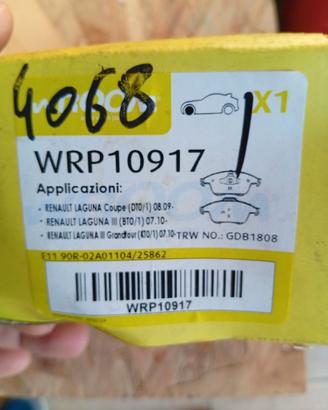 4068
X1
WRP10917
Applicazioni:
- RENAULT LAGUNA Coupe (DT0/1) 08.09-
- RENAULT LAGUNA III (BT0/1) 07.10-
- RENAULT LAGUNA III Grandtour (KT0/1) 07.10-
TRW NO.: GDB1808
E11 90R-02A01104/25862
WRP10917